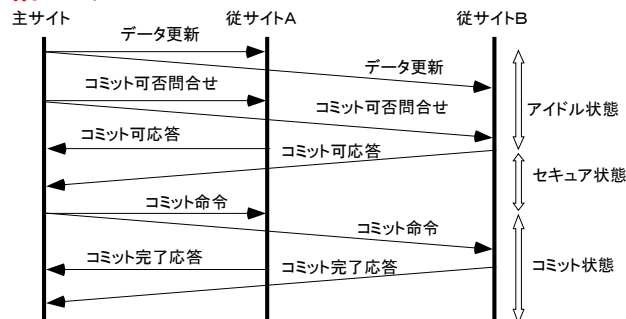 主サイト 従サイトA 従サイトB
データ更新
データ更新
コミット可否問合せ
コミット可否問合せ
アイドル状態
コミット可応答
コミット可応答
セキュア状態
コミット命令
コミット命令
コミット完了応答
コミット完了応答
コミット状態